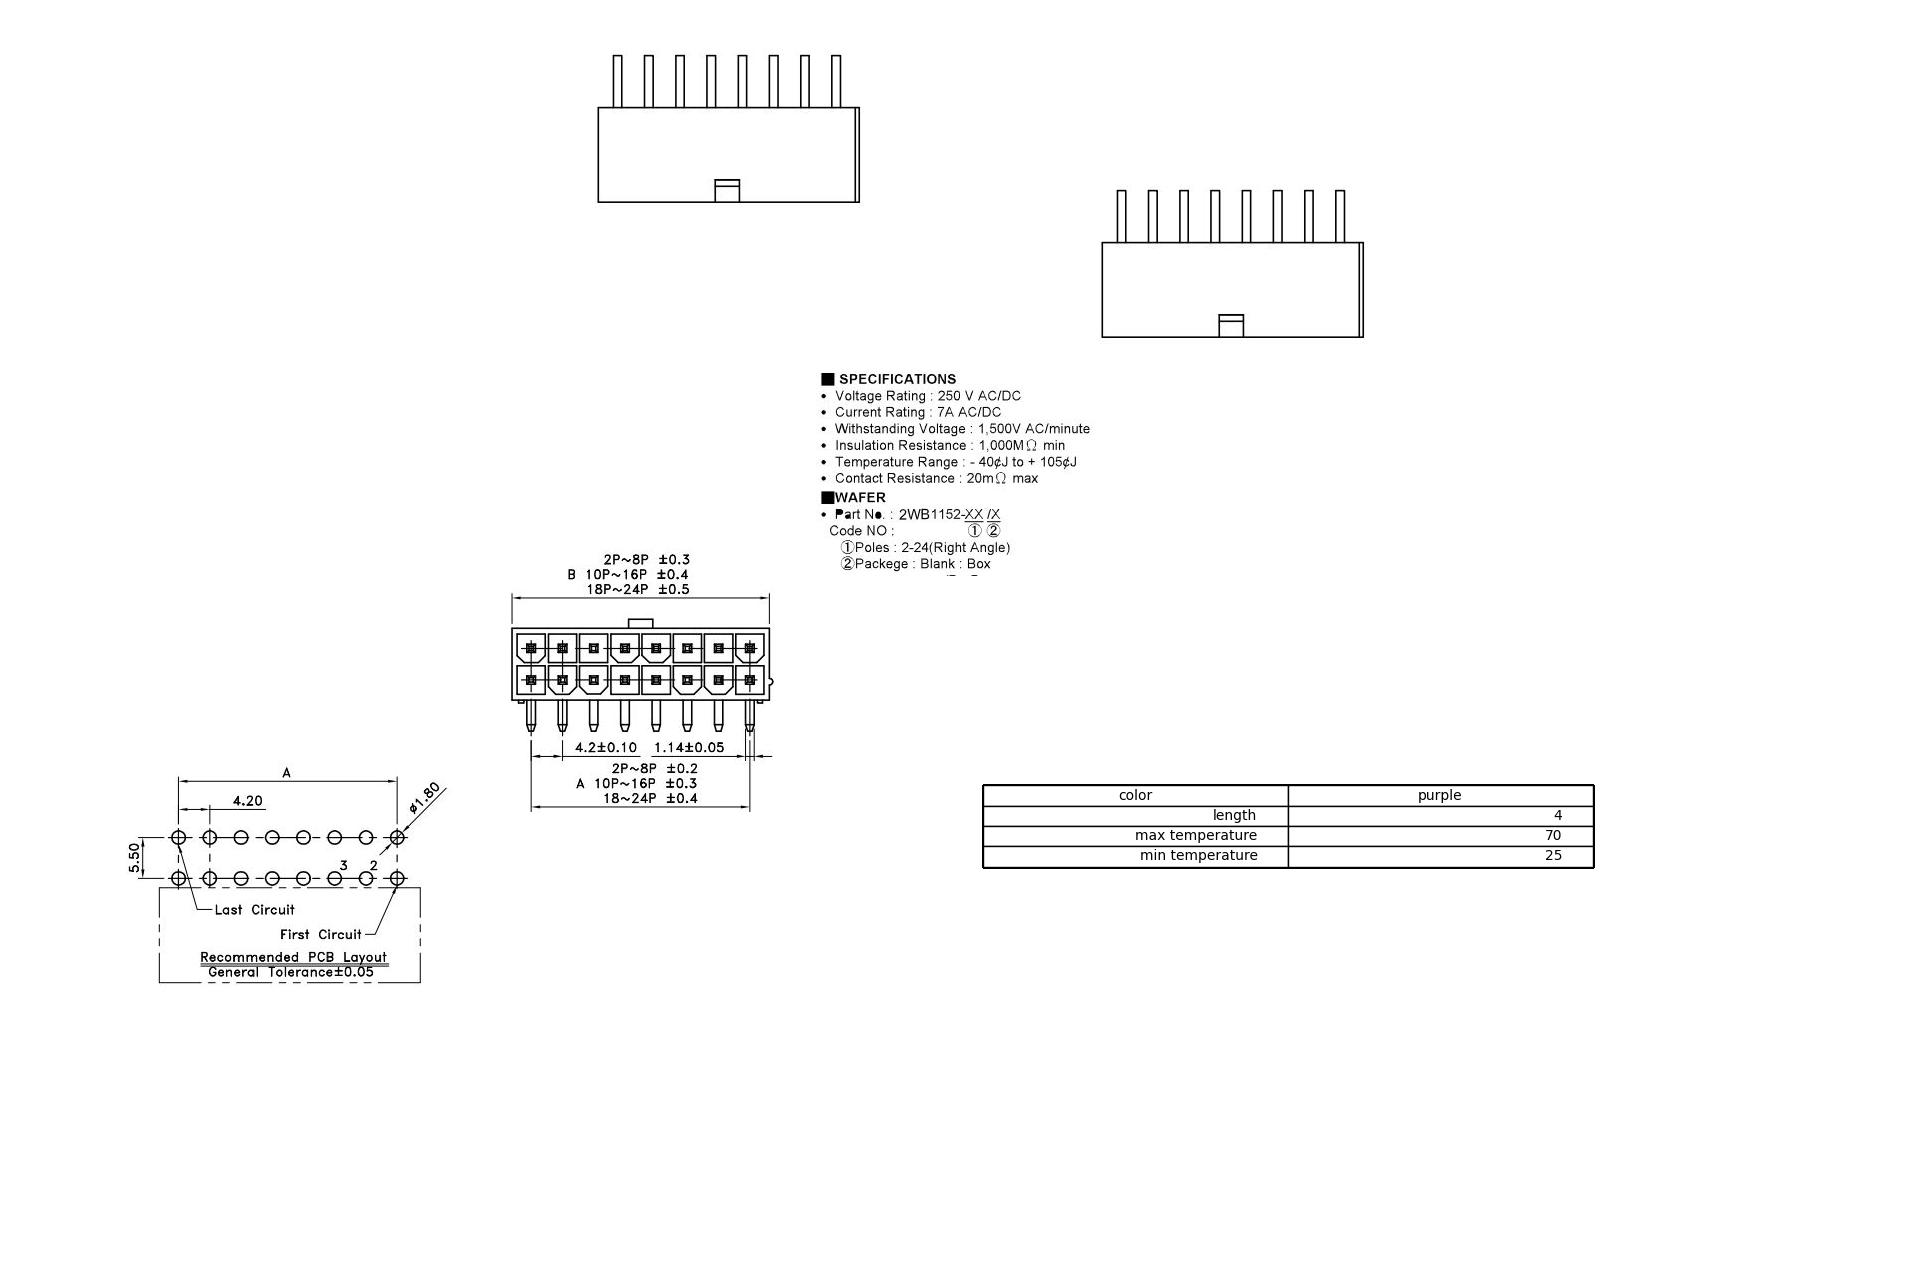 ■ SPECIFICATIONS
• Voltage Rating : 250 V AC/DC
• Current Rating : 7A AC/DC
• Withstanding Voltage : 1,500V AC/minute
• Insulation Resistance : 1,000MΩ min
• Temperature Range : - 40¢J to + 105¢J
• Contact Resistance : 20mΩ max
■WAFER
• Part No. : 2WB1152-XX /X
Code NO : ① ②
①Poles : 2-24(Right Angle)
②Packege : Blank : Box
2P~8P ±0.3
B 10P~16P ±0.4
18P~24P ±0.5
4.2±0.10 1.14±0.05
2P~8P ±0.2
A 10P~16P ±0.3
18~24P ±0.4
A
4.20
ø1.80
5.50
3 2
Last Circuit
First Circuit
Recommended PCB Layout
General Tolerance±0.05
color purple
length 4
max temperature 70
min temperature 25